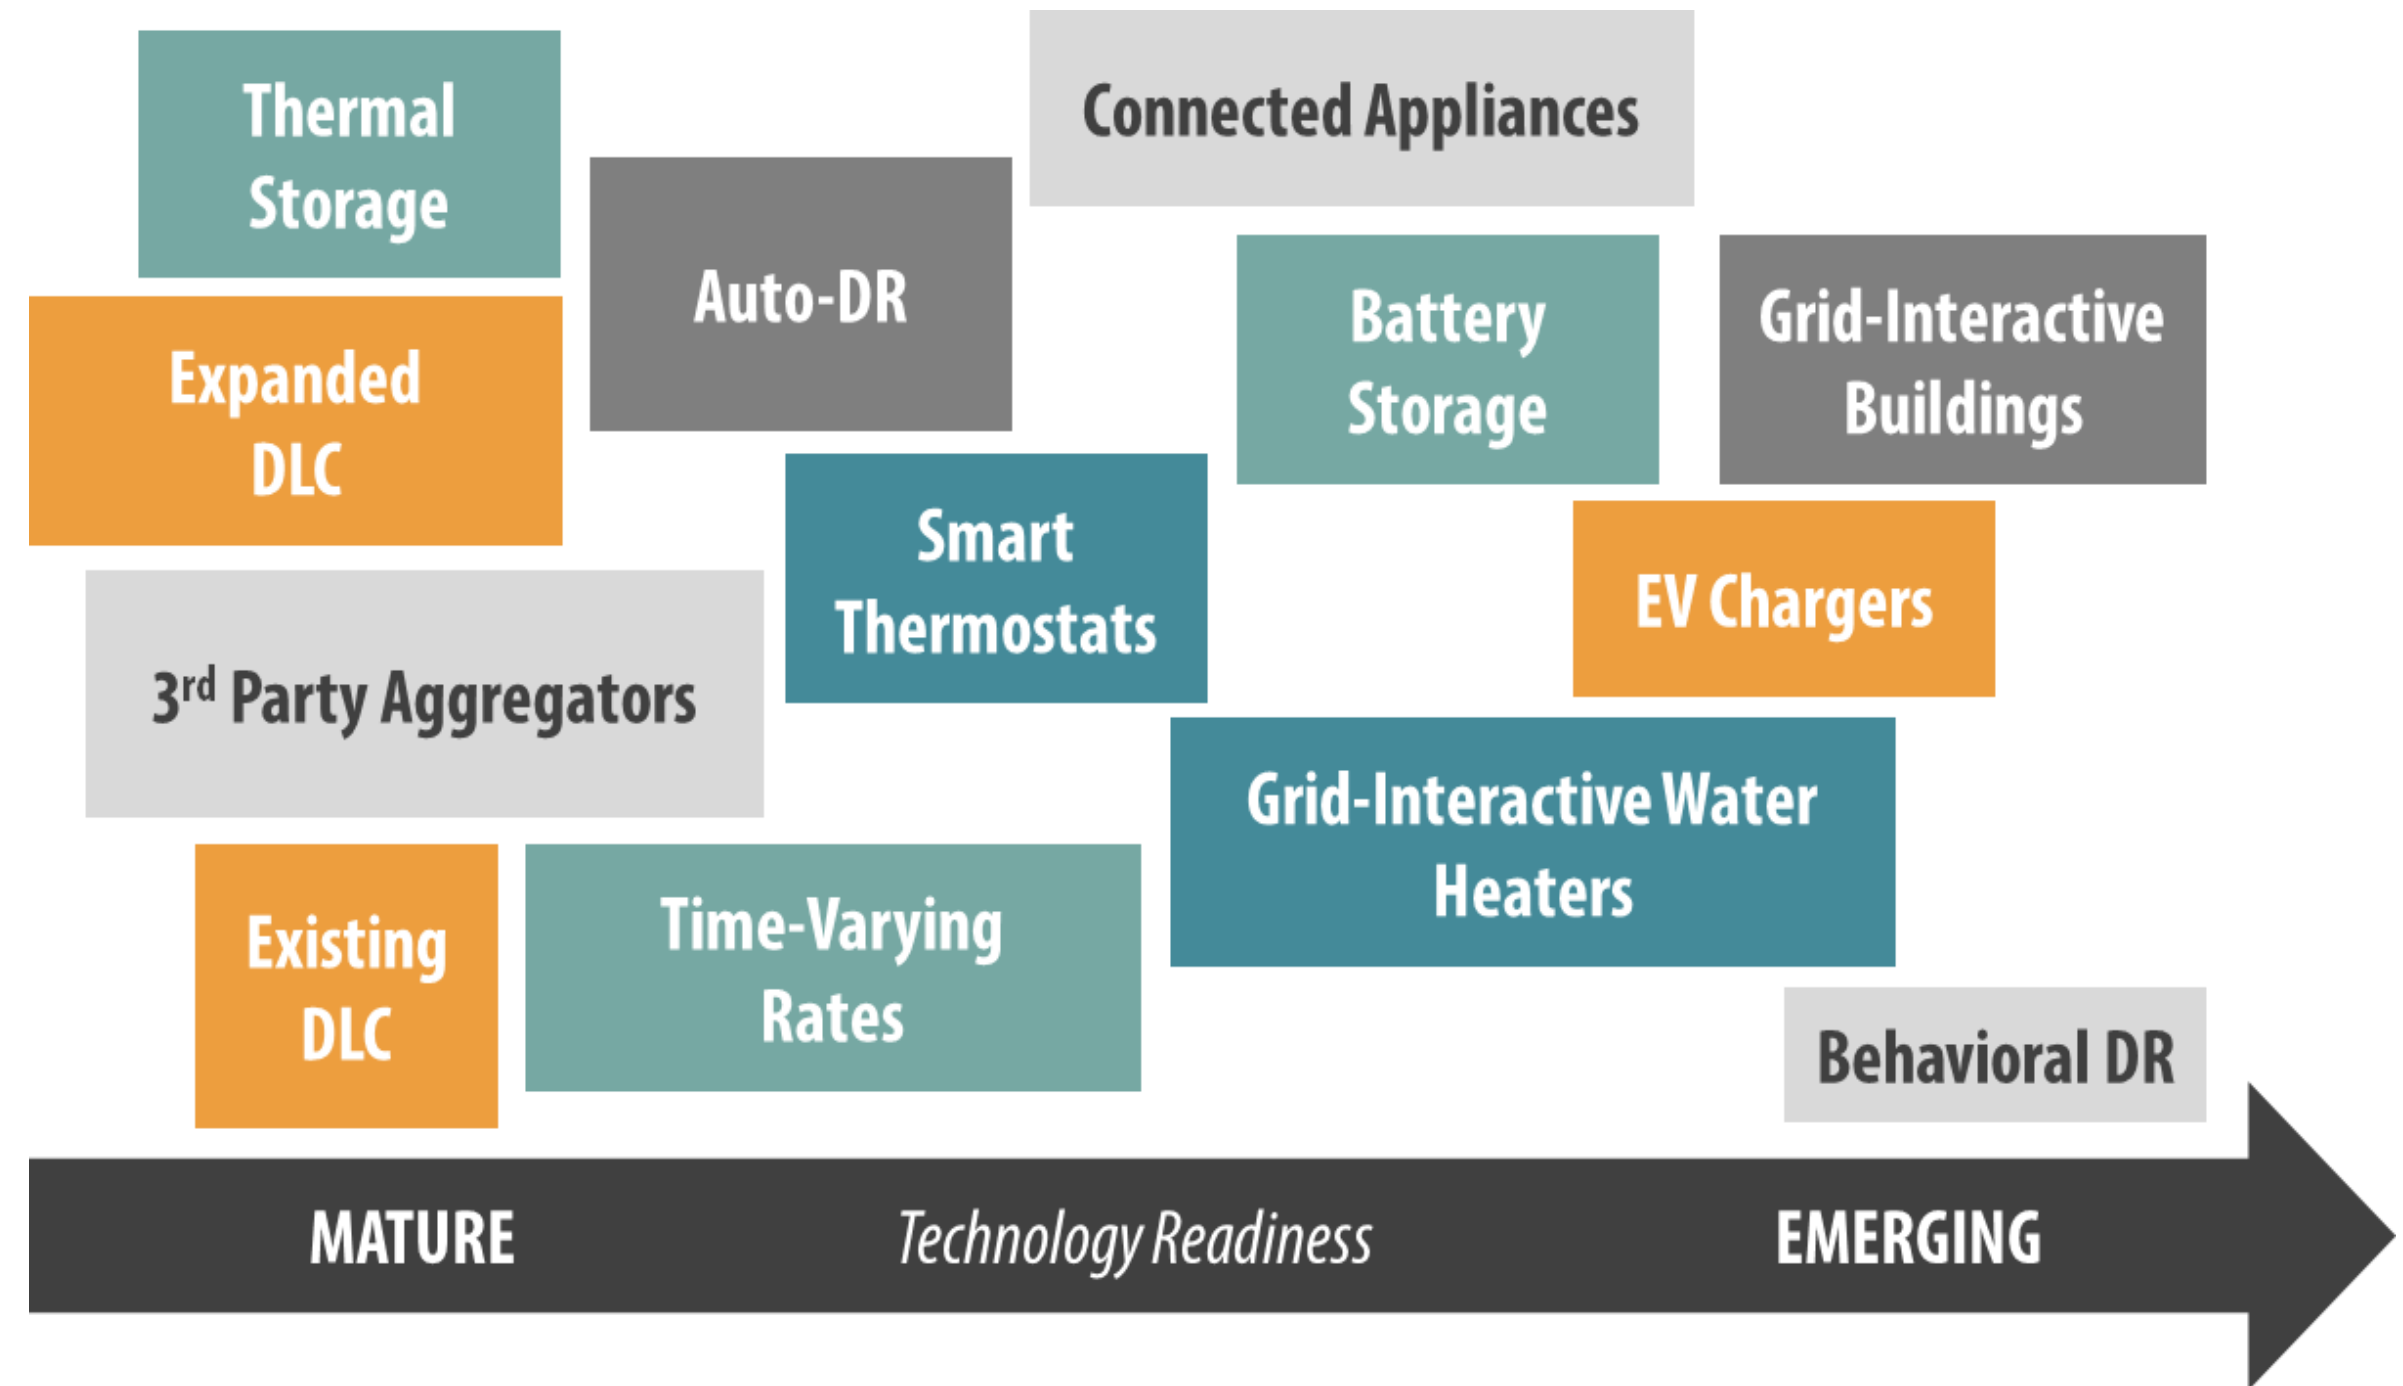 Thermal
Storage
Connected Appliances
Auto-DR
Battery
Storage
Grid-Interactive
Buildings
Expanded
DLC
Smart
Thermostats
EV Chargers
3rd Party Aggregators
Grid-Interactive Water
Heaters
Existing
DLC
Time-Varying
Rates
Behavioral DR
MATURE
Technology Readiness
EMERGING